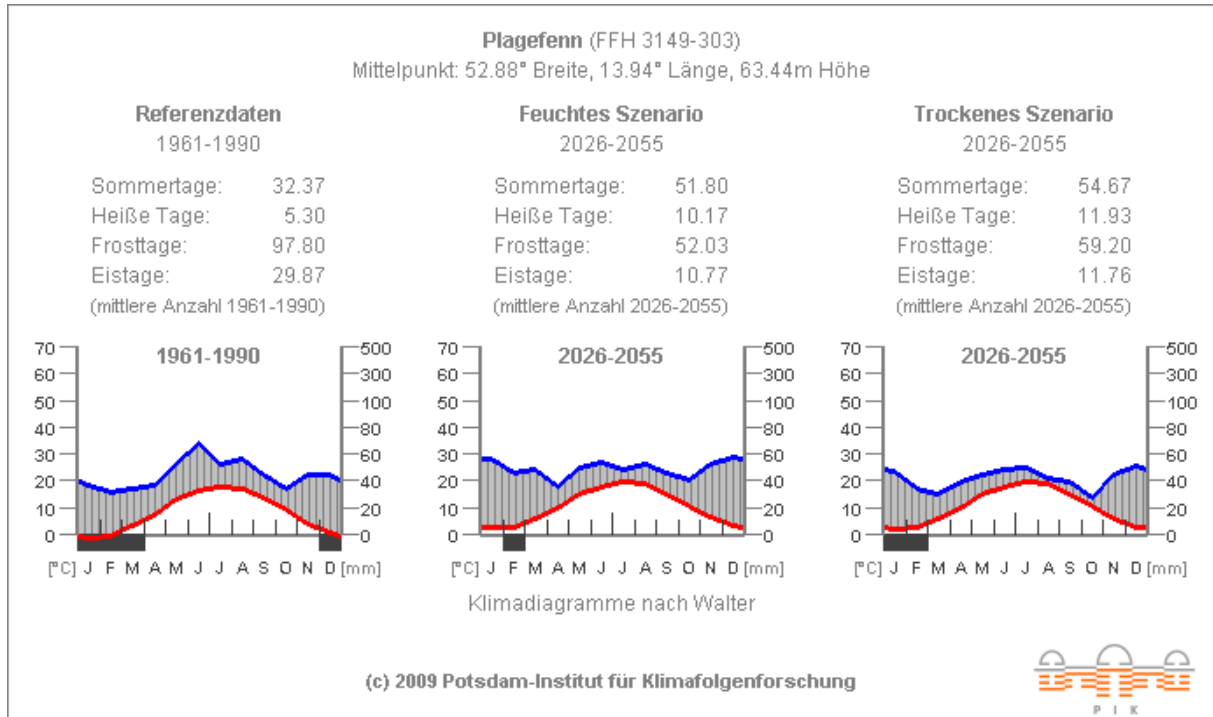 Plagefenn (FFH 3149-303)
Mittelpunkt: 52.88° Breite, 13.94° Länge, 63.44m Höhe
Referenzdaten
1961-1990
Sommertage: 32.37
Heiße Tage: 5.30
Frosttage: 97.80
Eistage: 29.87
(mittlere Anzahl 1961-1990)
Feuchtes Szenario
2026-2055
Sommertage: 51.80
Heiße Tage: 10.17
Frosttage: 52.03
Eistage: 10.77
(mittlere Anzahl 2026-2055)
Trockenes Szenario
2026-2055
Sommertage: 54.67
Heiße Tage: 11.93
Frosttage: 59.20
Eistage: 11.76
(mittlere Anzahl 2026-2055)
1961-1990
70 500
60 300
50 100
40 80
30 60
20 40
10 20
0 0
[°C] J F M A M J J A S O N D [mm]
2026-2055
70 500
60 300
50 100
40 80
30 60
20 40
10 20
0 0
[°C] J F M A M J J A S O N D [mm]
2026-2055
70 500
60 300
50 100
40 80
30 60
20 40
10 20
0 0
[°C] J F M A M J J A S O N D [mm]
Klimadiagramme nach Walter
(c) 2009 Potsdam-Institut für Klimafolgenforschung
P I K